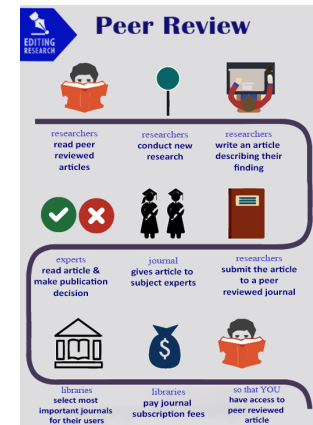 Peer Review
EDITING
RESEARCH
researchers
read peer
reviewed
articles
researchers
conduct new
research
researchers
write an article
describing their
finding
experts
read article &
make publication
decision
journal
gives article to
subject experts
researchers
submit the article
to a peer
reviewed journal
libraries
select most
important journals
for their users
libraries
pay journal
subscription fees
so that YOU
have access to
peer reviewed
article